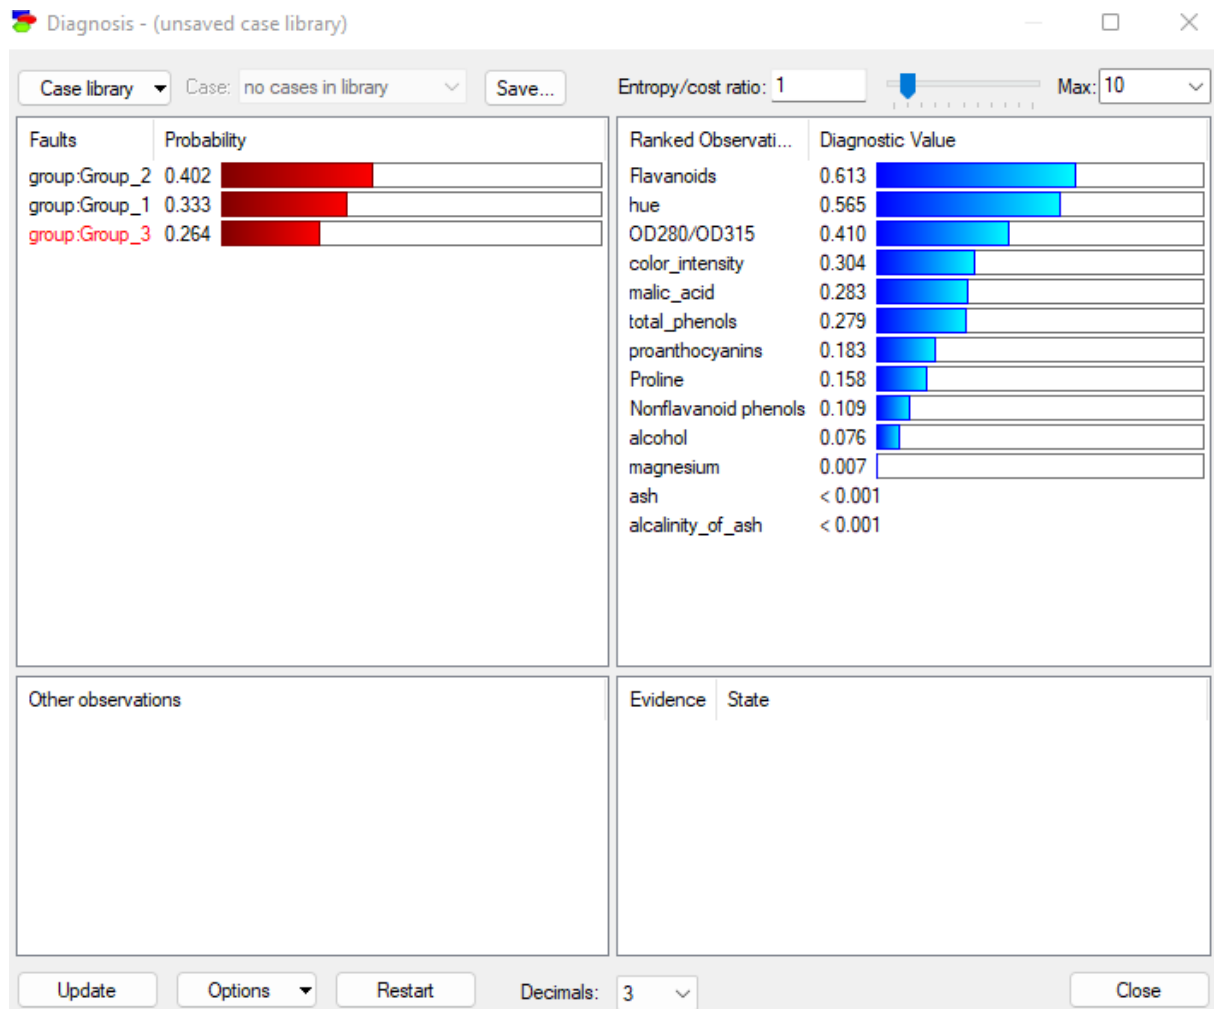 Diagnosis - (unsaved case library)
Case library Case: no cases in library Save... Entropy/cost ratio: 1 Max: 10
Faults Probability
group:Group_2 0.402
group:Group_1 0.333
group:Group_3 0.264
Ranked Observati... Diagnostic Value
Flavanoids 0.613
hue 0.565
OD280/OD315 0.410
color_intensity 0.304
malic_acid 0.283
total_phenols 0.279
proanthocyanins 0.183
Proline 0.158
Nonflavanoid phenols 0.109
alcohol 0.076
magnesium 0.007
ash < 0.001
alcalinity_of_ash < 0.001
Other observations
Evidence State
Update Options Restart Decimals: 3 Close